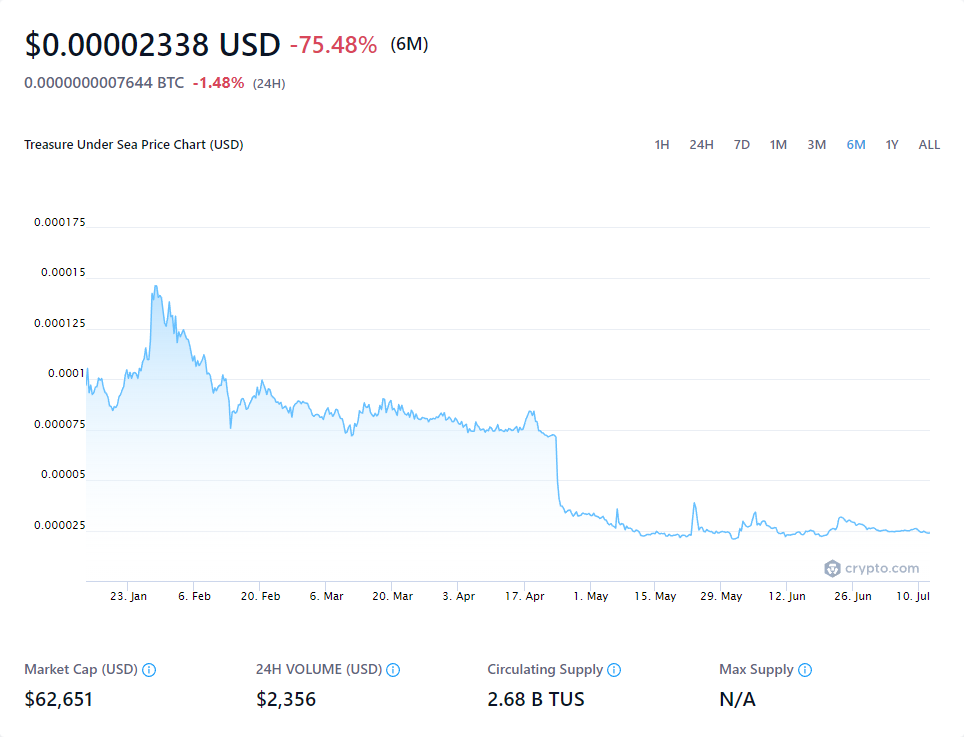 $0.00002338 USD -75.48% (6M)
0.0000000007644 BTC -1.48% (24H)
Treasure Under Sea Price Chart (USD) 1H 24H 7D 1M 3M 6M 1Y ALL
0.000175
0.00015
0.000125
0.0001
0.000075
0.00005
0.000025
crypto.com
23. Jan 6. Feb 20. Feb 6. Mar 20. Mar 3. Apr 17. Apr 1. May 15. May 29. May 12. Jun 26. Jun 10. Jul
Market Cap (USD) 24H VOLUME (USD) Circulating Supply Max Supply
$62,651 $2,356 2.68 B TUS N/A